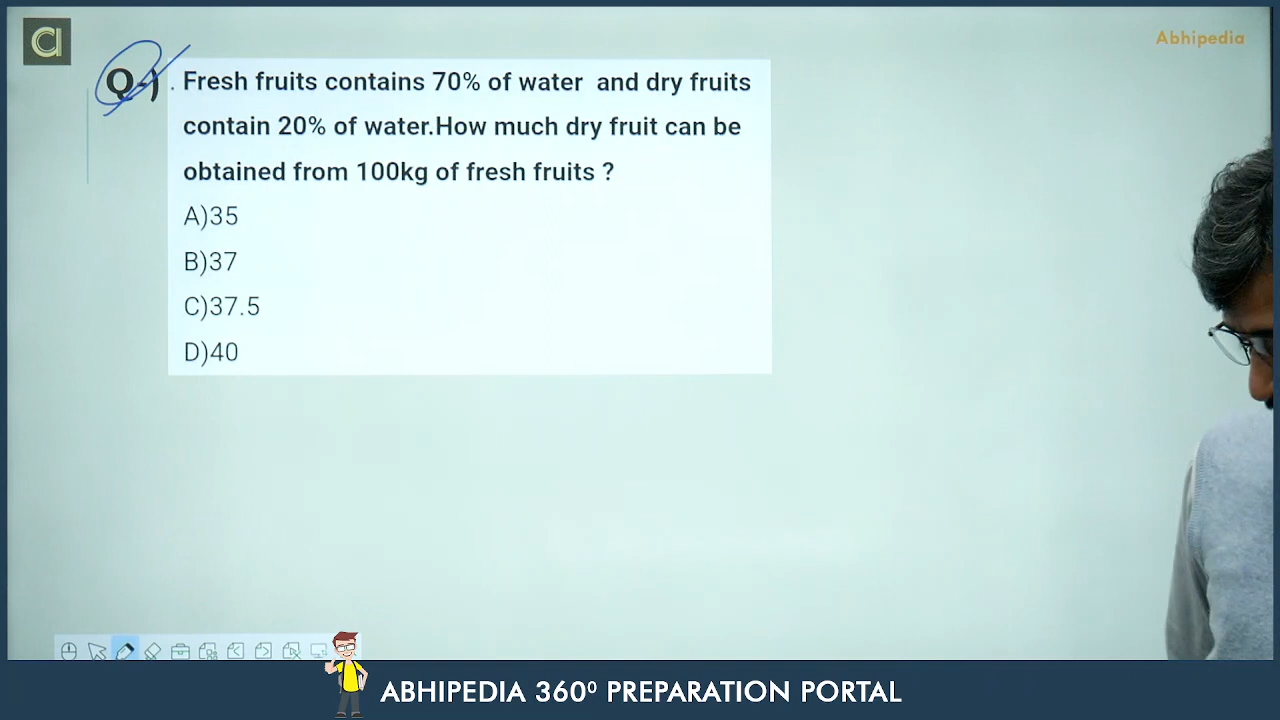 Abhipedia
Q-1. Fresh fruits contains 70% of water and dry fruits
contain 20% of water.How much dry fruit can be
obtained from 100kg of fresh fruits ?
A)35
B)37
C)37.5
D)40
ABHIPEDIA 360⁰ PREPARATION PORTAL